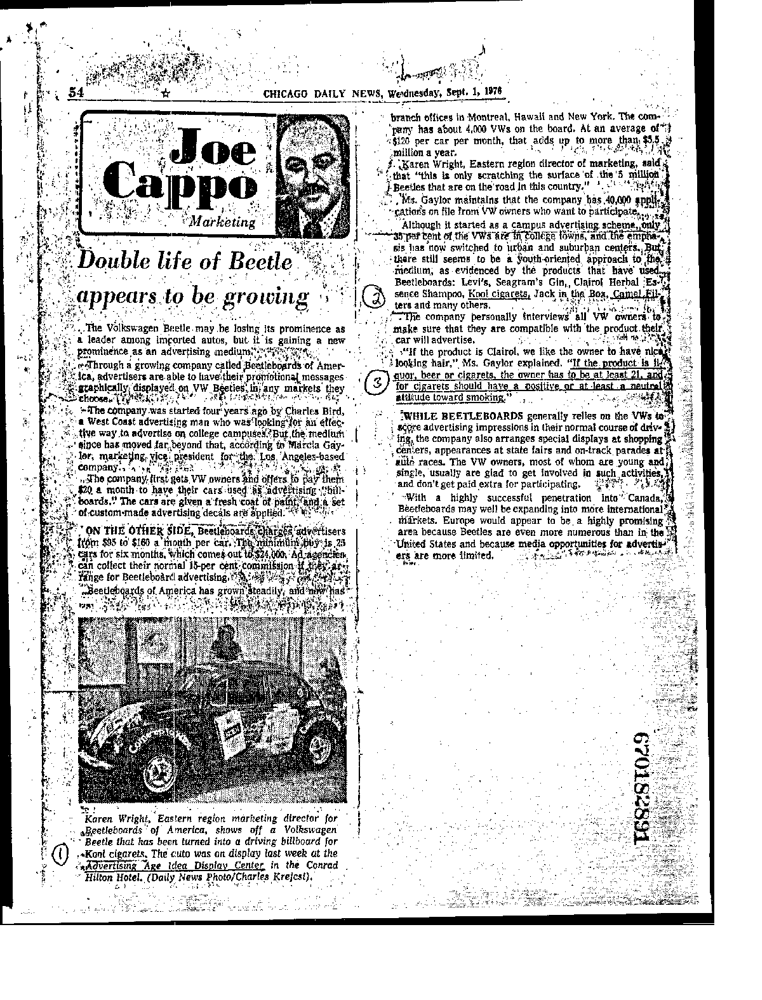 54
CHICAGO DAILY NEWS, Wednesday, Sept. 1, 1976
Joe
Cappo
Marketing
Double life of Beetle
appears to be growing
The Volkswagen Beetle may be losing its prominence as
a leader among imported autos, but it is gaining a new
prominence as an advertising medium.
Through a growing company called Beetleboards of Amer-
ica, advertisers are able to have their promotional messages
graphically displayed on VW Beetles in any markets they
choose.
The company was started four years ago by Charles Bird,
a West Coast advertising man who was looking for an effec-
tive way to advertise on college campuses. But the medium
since has moved far beyond that, according to Marcia Gay-
lor, marketing vice president for the Los Angeles-based
company.
The company first gets VW owners and offers to pay them
$20 a month to have their cars used as advertising "bill-
boards." The cars are given a fresh coat of paint, and a set
of custom-made advertising decals are applied.
ON THE OTHER SIDE, Beetleboards charges advertisers
from $95 to $160 a month per car. The minimum buy is 25
cars for six months, which comes out to $24,000. Ad agencies
can collect their normal 15-per cent commission if they ar-
range for Beetleboard advertising.
Beetleboards of America has grown steadily, and now has
Karen Wright, Eastern region marketing director for
Beetleboards of America, shows off a Volkswagen
Beetle that has been turned into a driving billboard for
① Kool cigarets. The auto was on display last week at the
Advertising Age Idea Display Center in the Conrad
Hilton Hotel. (Daily News Photo/Charles Krejcsi).
branch offices in Montreal, Hawaii and New York. The com-
pany has about 4,000 VWs on the board. At an average of
$120 per car per month, that adds up to more than $5.5
million a year.
Karen Wright, Eastern region director of marketing, said
that "this is only scratching the surface of the 5 million
Beetles that are on the road in this country."
Ms. Gaylor maintains that the company has 40,000 appli-
cations on file from VW owners who want to participate.
Although it started as a campus advertising scheme, only
35 per cent of the VWs are in college towns, and the empha-
sis has now switched to urban and suburban centers. But
there still seems to be a youth-oriented approach to the
medium, as evidenced by the products that have used
Beetleboards: Levi's, Seagram's Gin, Clairol Herbal Es-
② sence Shampoo, Kool cigarets, Jack in the Box, Camel Fil-
ters and many others.
The company personally interviews all VW owners to
make sure that they are compatible with the product their
car will advertise.
"If the product is Clairol, we like the owner to have nice
looking hair," Ms. Gaylor explained. "If the product is li-
③ quor, beer or cigarets, the owner has to be at least 21, and
for cigarets should have a positive or at least a neutral
attitude toward smoking."
WHILE BEETLEBOARDS generally relies on the VWs to
score advertising impressions in their normal course of driv-
ing, the company also arranges special displays at shopping
centers, appearances at state fairs and on-track parades at
auto races. The VW owners, most of whom are young and
single, usually are glad to get involved in such activities,
and don't get paid extra for participating.
With a highly successful penetration into Canada,
Beetleboards may well be expanding into more international
markets. Europe would appear to be a highly promising
area because Beetles are even more numerous than in the
United States and because media opportunities for advertis-
ers are more limited.
670182891